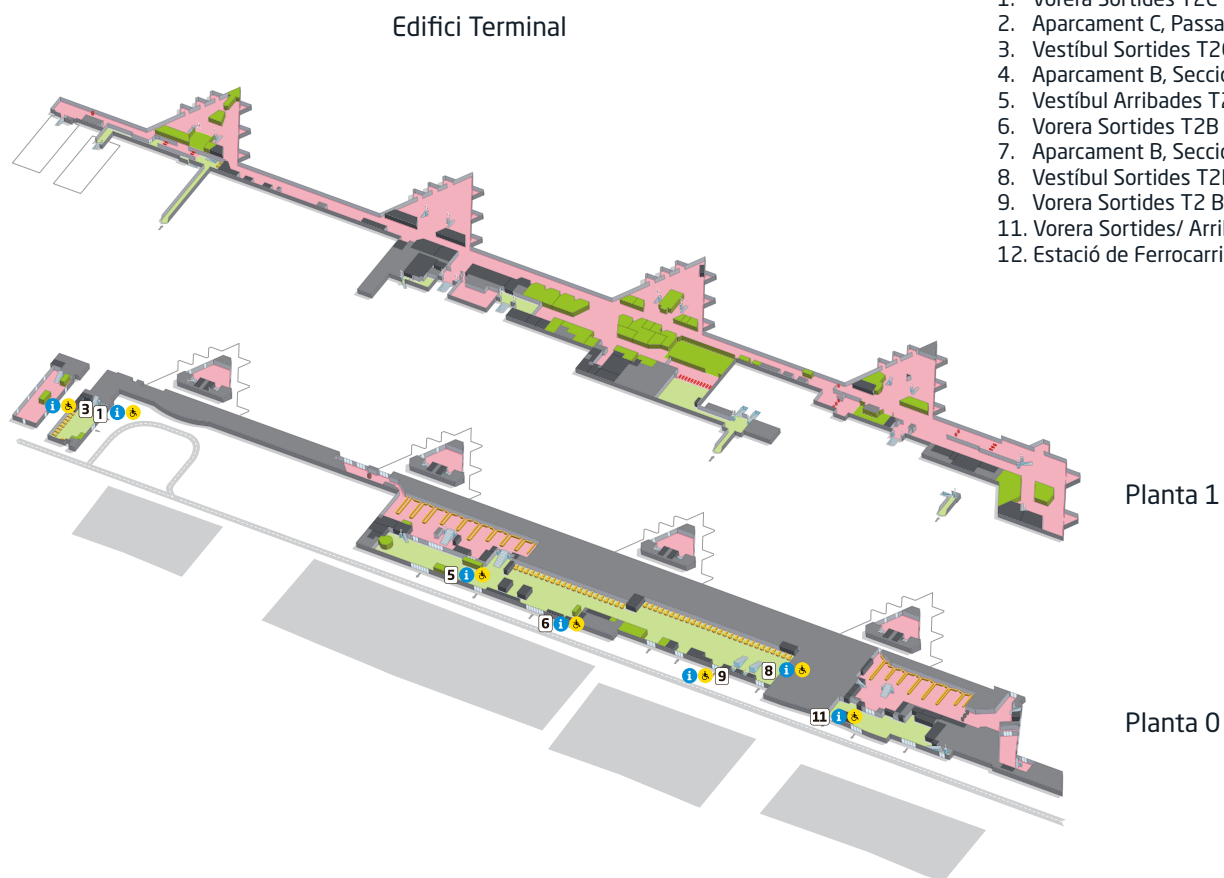 Edifici Terminal
1. Vorera Sortides T2C
2. Aparcament C, Passa
3. Vestíbul Sortides T2
4. Aparcament B, Secci
5. Vestíbul Arribades T2
6. Vorera Sortides T2B
7. Aparcament B, Secci
8. Vestíbul Sortides T2
9. Vorera Sortides T2 B
11. Vorera Sortides/ Arri
12. Estació de Ferrocarri
3
1
Planta 1
5
6
8
9
11
Planta 0